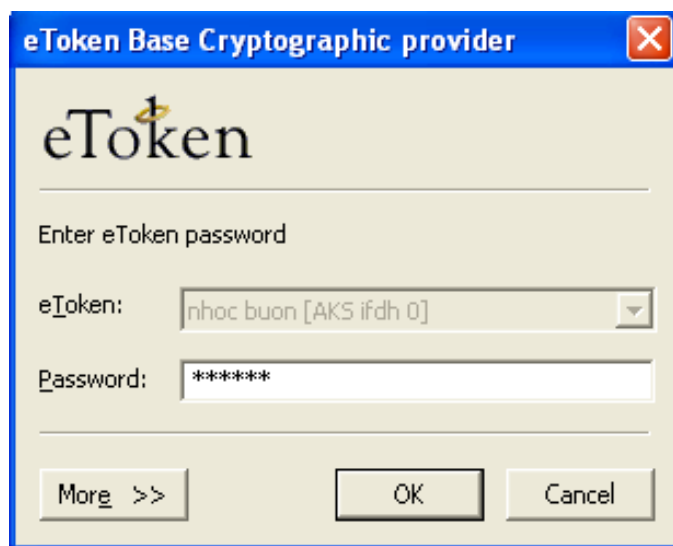 eToken Base Cryptographic provider
eToken
Enter eToken password
eToken: nhoc buon [AKS ifdh 0]
Password: ******
More >> OK Cancel